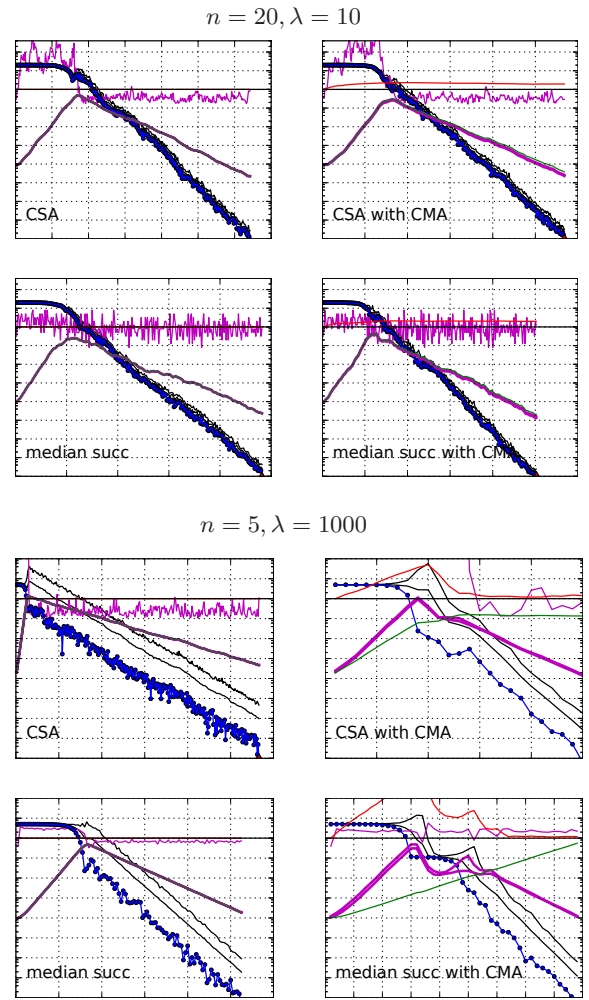 n = 20, λ = 10
CSA
CSA with CMA
median succ
median succ with CMA
n = 5, λ = 1000
CSA
CSA with CMA
median succ
median succ with CMA